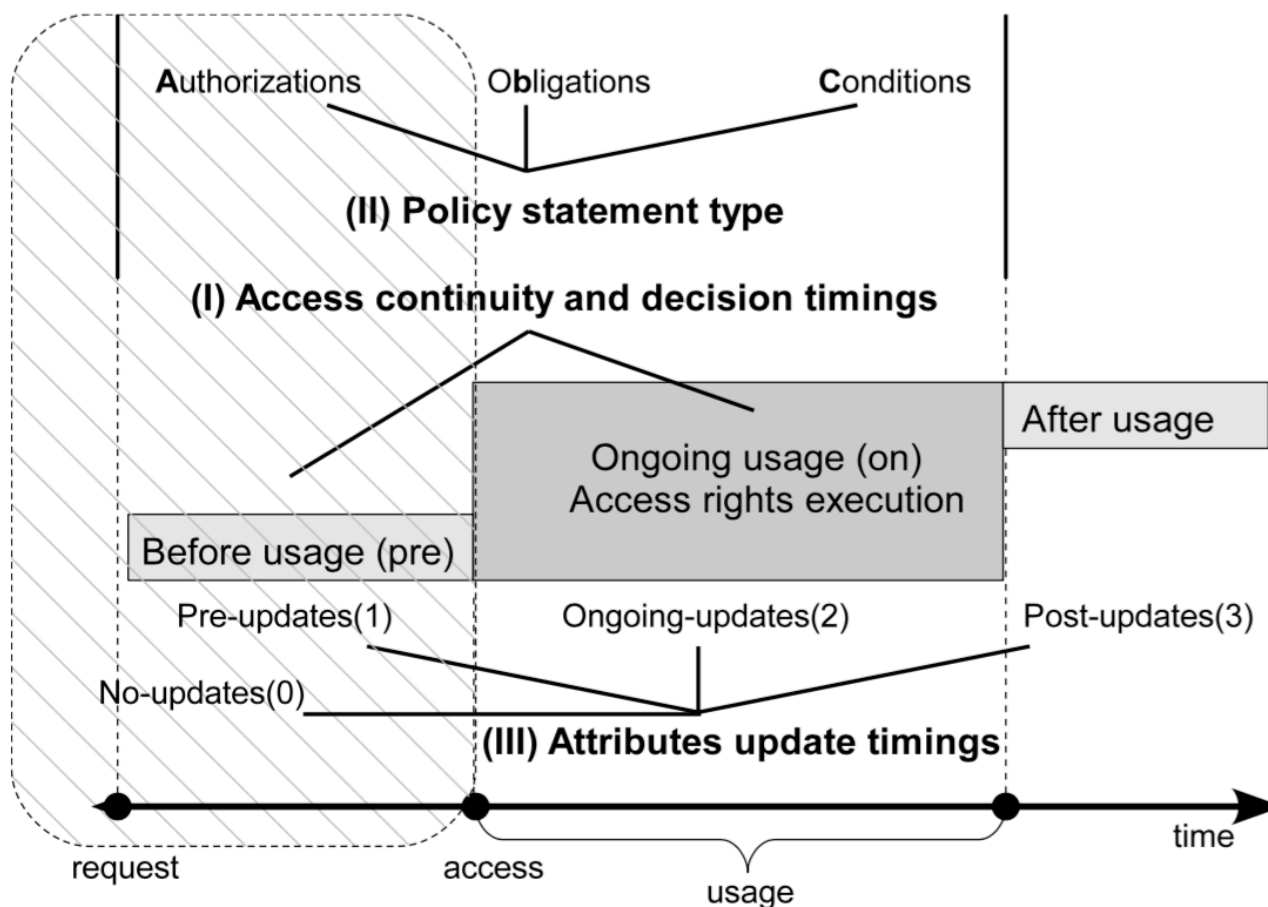 Authorizations Obligations Conditions
(II) Policy statement type
(I) Access continuity and decision timings
After usage
Ongoing usage (on)
Access rights execution
Before usage (pre)
Pre-updates(1) Ongoing-updates(2) Post-updates(3)
No-updates(0)
(III) Attributes update timings
time
request access
usage